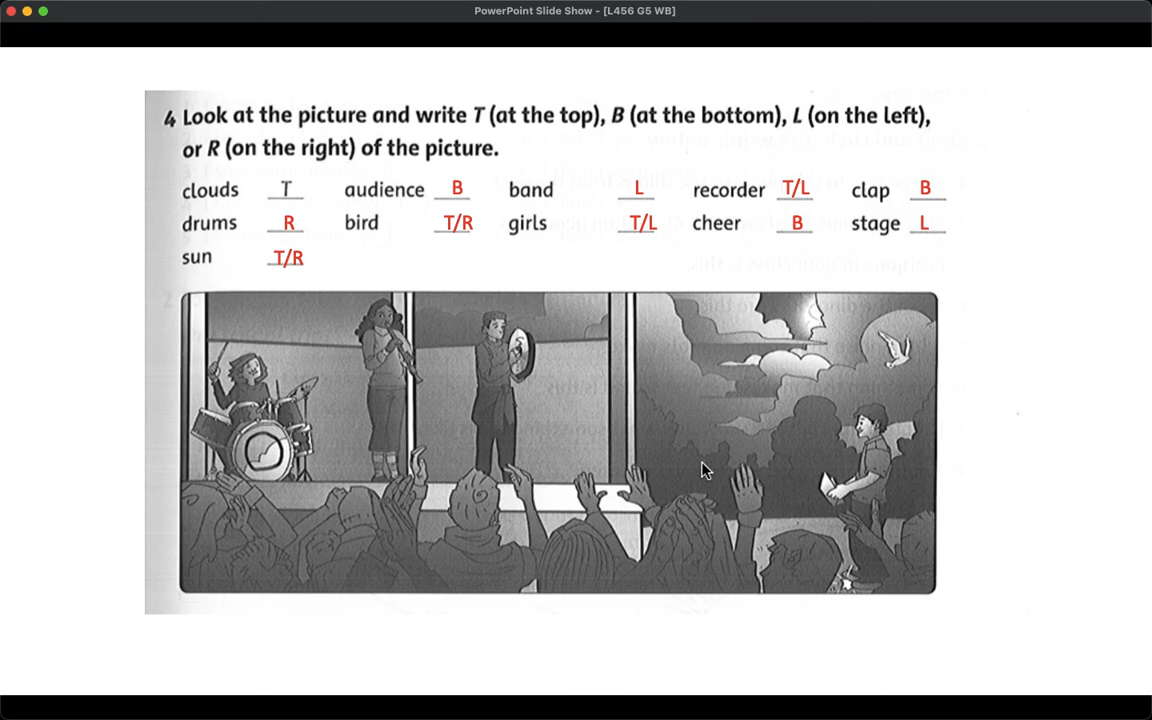 PowerPoint Slide Show - [L456 G5 WB]
4 Look at the picture and write T (at the top), B (at the bottom), L (on the left),
or R (on the right) of the picture.
clouds T audience B band L recorder T/L clap B
drums R bird T/R girls T/L cheer B stage L
sun T/R